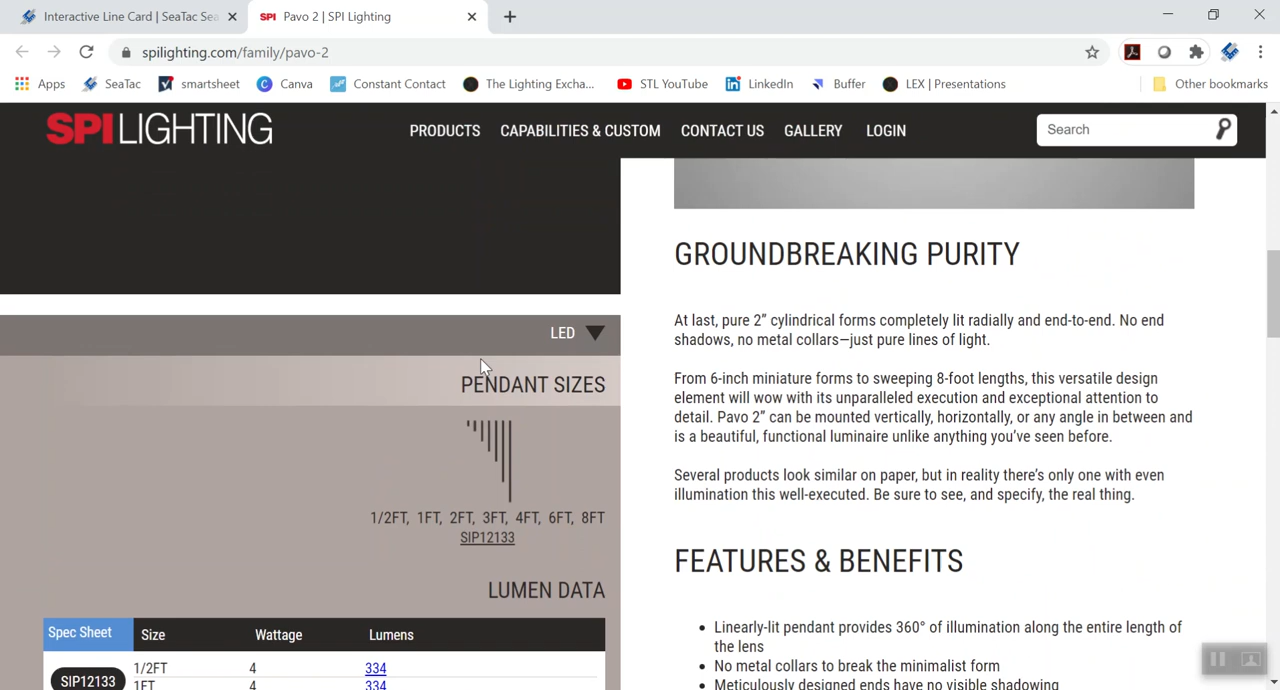 Interactive Line Card | SeaTac Sea
SPI Pavo 2 | SPI Lighting
spilighting.com/family/pavo-2
Apps SeaTac smartsheet Canva Constant Contact The Lighting Excha... STL YouTube LinkedIn Buffer LEX | Presentations Other bookmarks
SPI LIGHTING
PRODUCTS CAPABILITIES & CUSTOM CONTACT US GALLERY LOGIN
Search
LED
PENDANT SIZES
1/2FT, 1FT, 2FT, 3FT, 4FT, 6FT, 8FT
SIP12133
LUMEN DATA
Spec Sheet Size Wattage Lumens
SIP12133
1/2FT 4 334
1FT 4 334
GROUNDBREAKING PURITY
At last, pure 2” cylindrical forms completely lit radially and end-to-end. No end
shadows, no metal collars—just pure lines of light.
From 6-inch miniature forms to sweeping 8-foot lengths, this versatile design
element will wow with its unparalleled execution and exceptional attention to
detail. Pavo 2” can be mounted vertically, horizontally, or any angle in between and
is a beautiful, functional luminaire unlike anything you’ve seen before.
Several products look similar on paper, but in reality there’s only one with even
illumination this well-executed. Be sure to see, and specify, the real thing.
FEATURES & BENEFITS
• Linearly-lit pendant provides 360° of illumination along the entire length of
the lens
• No metal collars to break the minimalist form
• Meticulously designed ends have no visible shadowing